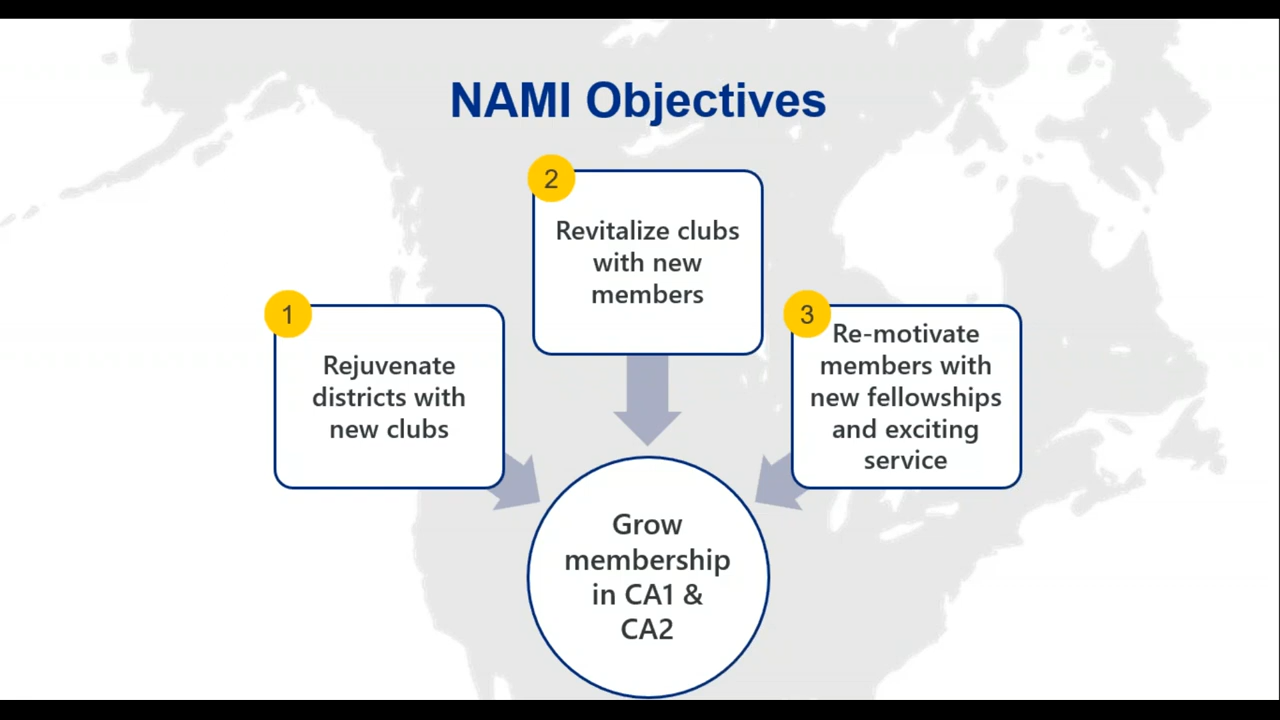 NAMI Objectives
1
Rejuvenate
districts with
new clubs
2
Revitalize clubs
with new
members
3
Re-motivate
members with
new fellowships
and exciting
service
Grow
membership
in CA1 &
CA2